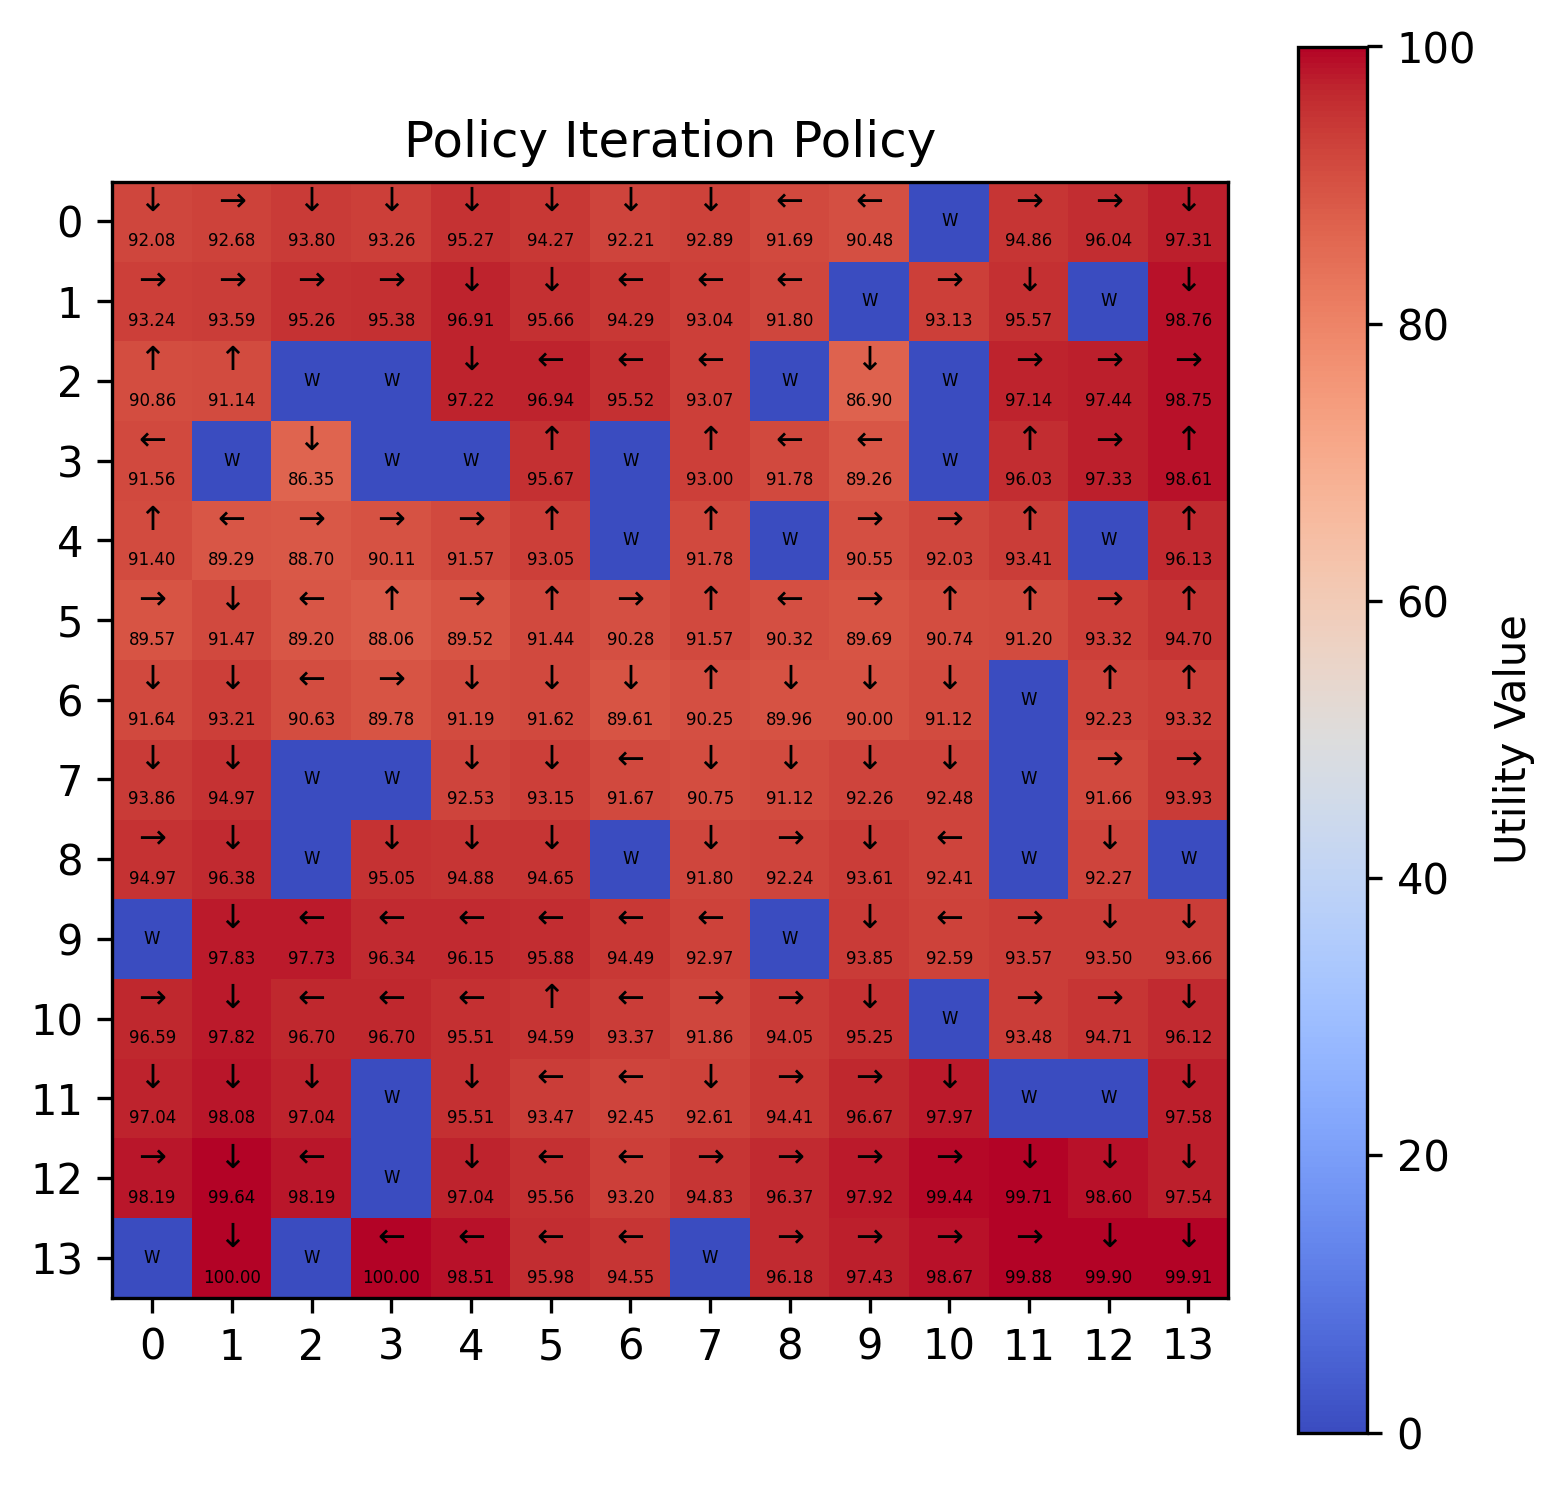 Policy Iteration Policy
0 ↓ → ↓ ↓ ↓ ↓ ↓ ↓ ← ← W → → ↓
92.08 92.68 93.80 93.26 95.27 94.27 92.21 92.89 91.69 90.48 94.86 96.04 97.31
1 → → → → ↓ ↓ ← ← ← W → ↓ W ↓
93.24 93.59 95.26 95.38 96.91 95.66 94.29 93.04 91.80 93.13 95.57 98.76
2 ↑ ↑ W W ↓ ← ← ← W ↓ W → → →
90.86 91.14 97.22 96.94 95.52 93.07 86.90 97.14 97.44 98.75
3 ← W ↓ W W ↑ W ↑ ← ← W ↑ → ↑
91.56 86.35 95.67 93.00 91.78 89.26 96.03 97.33 98.61
4 ↑ ← → → → ↑ W ↑ W → → ↑ W ↑
91.40 89.29 88.70 90.11 91.57 93.05 91.78 90.55 92.03 93.41 96.13
5 → ↓ ← ↑ → ↑ → ↑ ← → ↑ ↑ → ↑
89.57 91.47 89.20 88.06 89.52 91.44 90.28 91.57 90.32 89.69 90.74 91.20 93.32 94.70
6 ↓ ↓ ← → ↓ ↓ ↓ ↑ ↓ ↓ ↓ W ↑ ↑
91.64 93.21 90.63 89.78 91.19 91.62 89.61 90.25 89.96 90.00 91.12 92.23 93.32
7 ↓ ↓ W W ↓ ↓ ← ↓ ↓ ↓ ↓ W → →
93.86 94.97 92.53 93.15 91.67 90.75 91.12 92.26 92.48 91.66 93.93
8 → ↓ W ↓ ↓ ↓ W ↓ → ↓ ← W ↓ W
94.97 96.38 95.05 94.88 94.65 91.80 92.24 93.61 92.41 92.27
9 W ↓ ← ← ← ← ← ← W ↓ ← → ↓ ↓
97.83 97.73 96.34 96.15 95.88 94.49 92.97 93.85 92.59 93.57 93.50 93.66
10 → ↓ ← ← ← ↑ ← → → ↓ W → → ↓
96.59 97.82 96.70 96.70 95.51 94.59 93.37 91.86 94.05 95.25 93.48 94.71 96.12
11 ↓ ↓ ↓ W ↓ ← ← ↓ → → ↓ W W ↓
97.04 98.08 97.04 95.51 93.47 92.45 92.61 94.41 96.67 97.97 97.58
12 → ↓ ← W ↓ ← ← → → → → ↓ ↓ ↓
98.19 99.64 98.19 97.04 95.56 93.20 94.83 96.37 97.92 99.44 99.71 98.60 97.54
13 W ↓ W ← ← ← ← W → → → → ↓ ↓
100.00 100.00 98.51 95.98 94.55 96.18 97.43 98.67 99.88 99.90 99.91
0 1 2 3 4 5 6 7 8 9 10 11 12 13
100
80
60
40
20
0
Utility Value